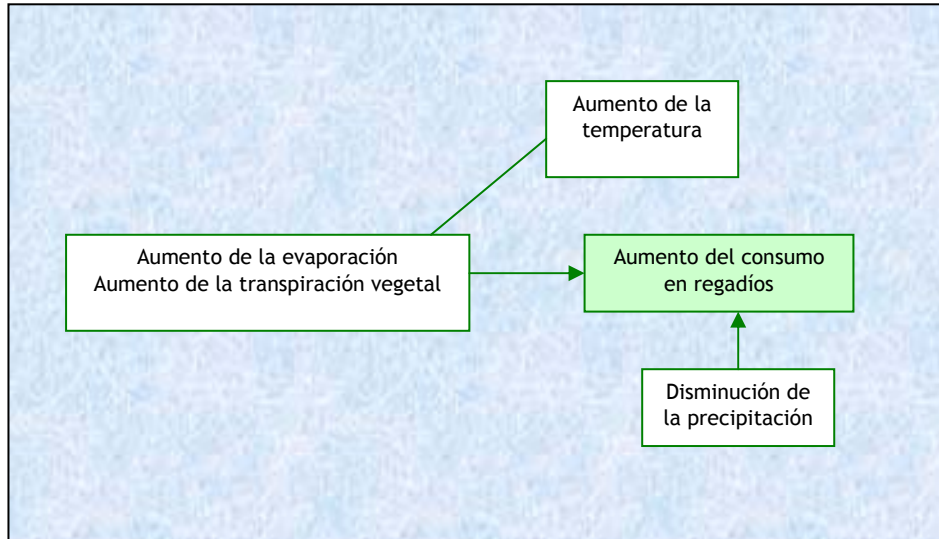 Aumento de la
temperatura
Aumento de la evaporación
Aumento de la transpiración vegetal
Aumento del consumo
en regadíos
Disminución de
la precipitación